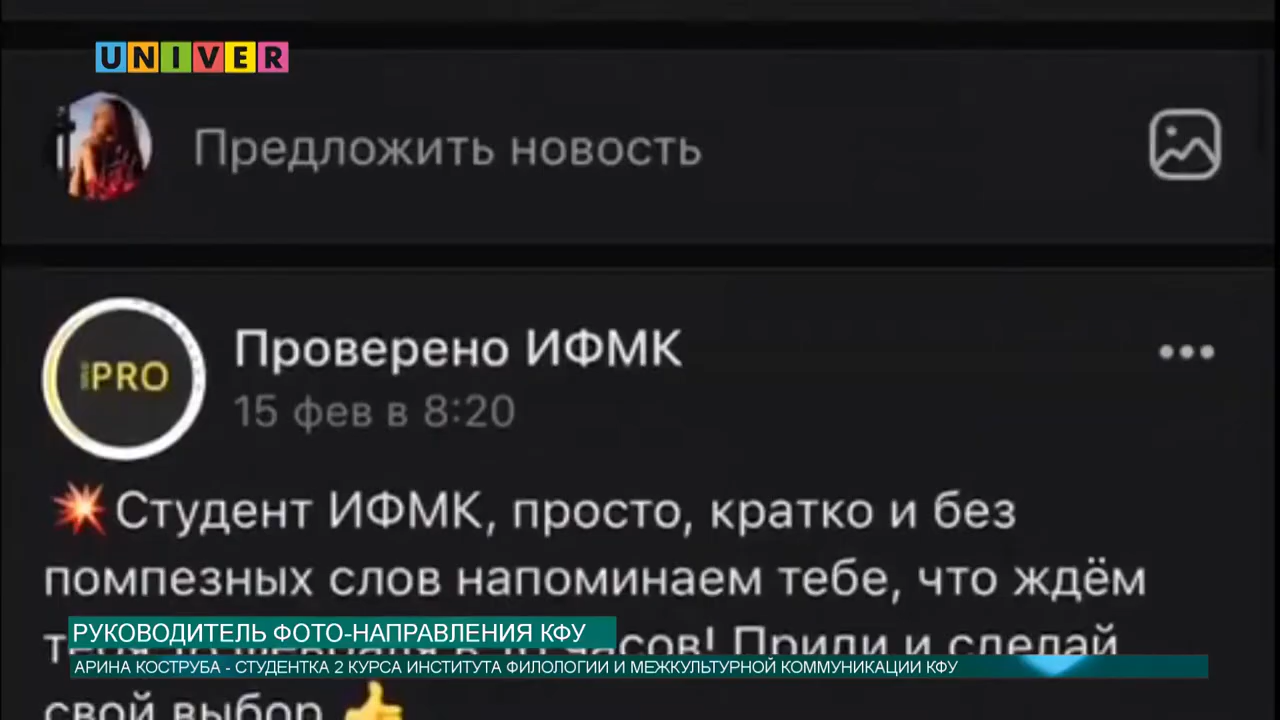 UNIVER
Предложить новость
PRO
Проверено ИФМК
15 фев в 8:20
Студент ИФМК, просто, кратко и без
помпезных слов напоминаем тебе, что ждём
часов! Приди и сделай
свой выбор
РУКОВОДИТЕЛЬ ФОТО-НАПРАВЛЕНИЯ КФУ
АРИНА КОСТРУБА - СТУДЕНТКА 2 КУРСА ИНСТИТУТА ФИЛОЛОГИИ И МЕЖКУЛЬТУРНОЙ КОММУНИКАЦИИ КФУ